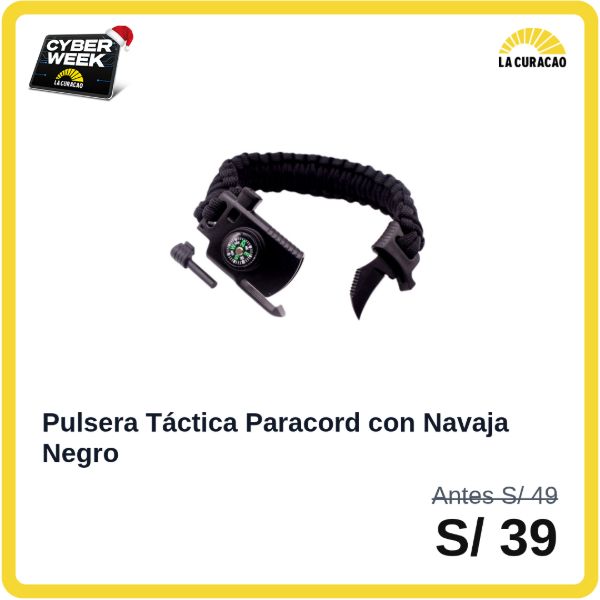 CYBER
WEEK
LA CURACAO
LA CURACAO
Pulsera Táctica Paracord con Navaja
Negro
Antes S/ 49
S/ 39